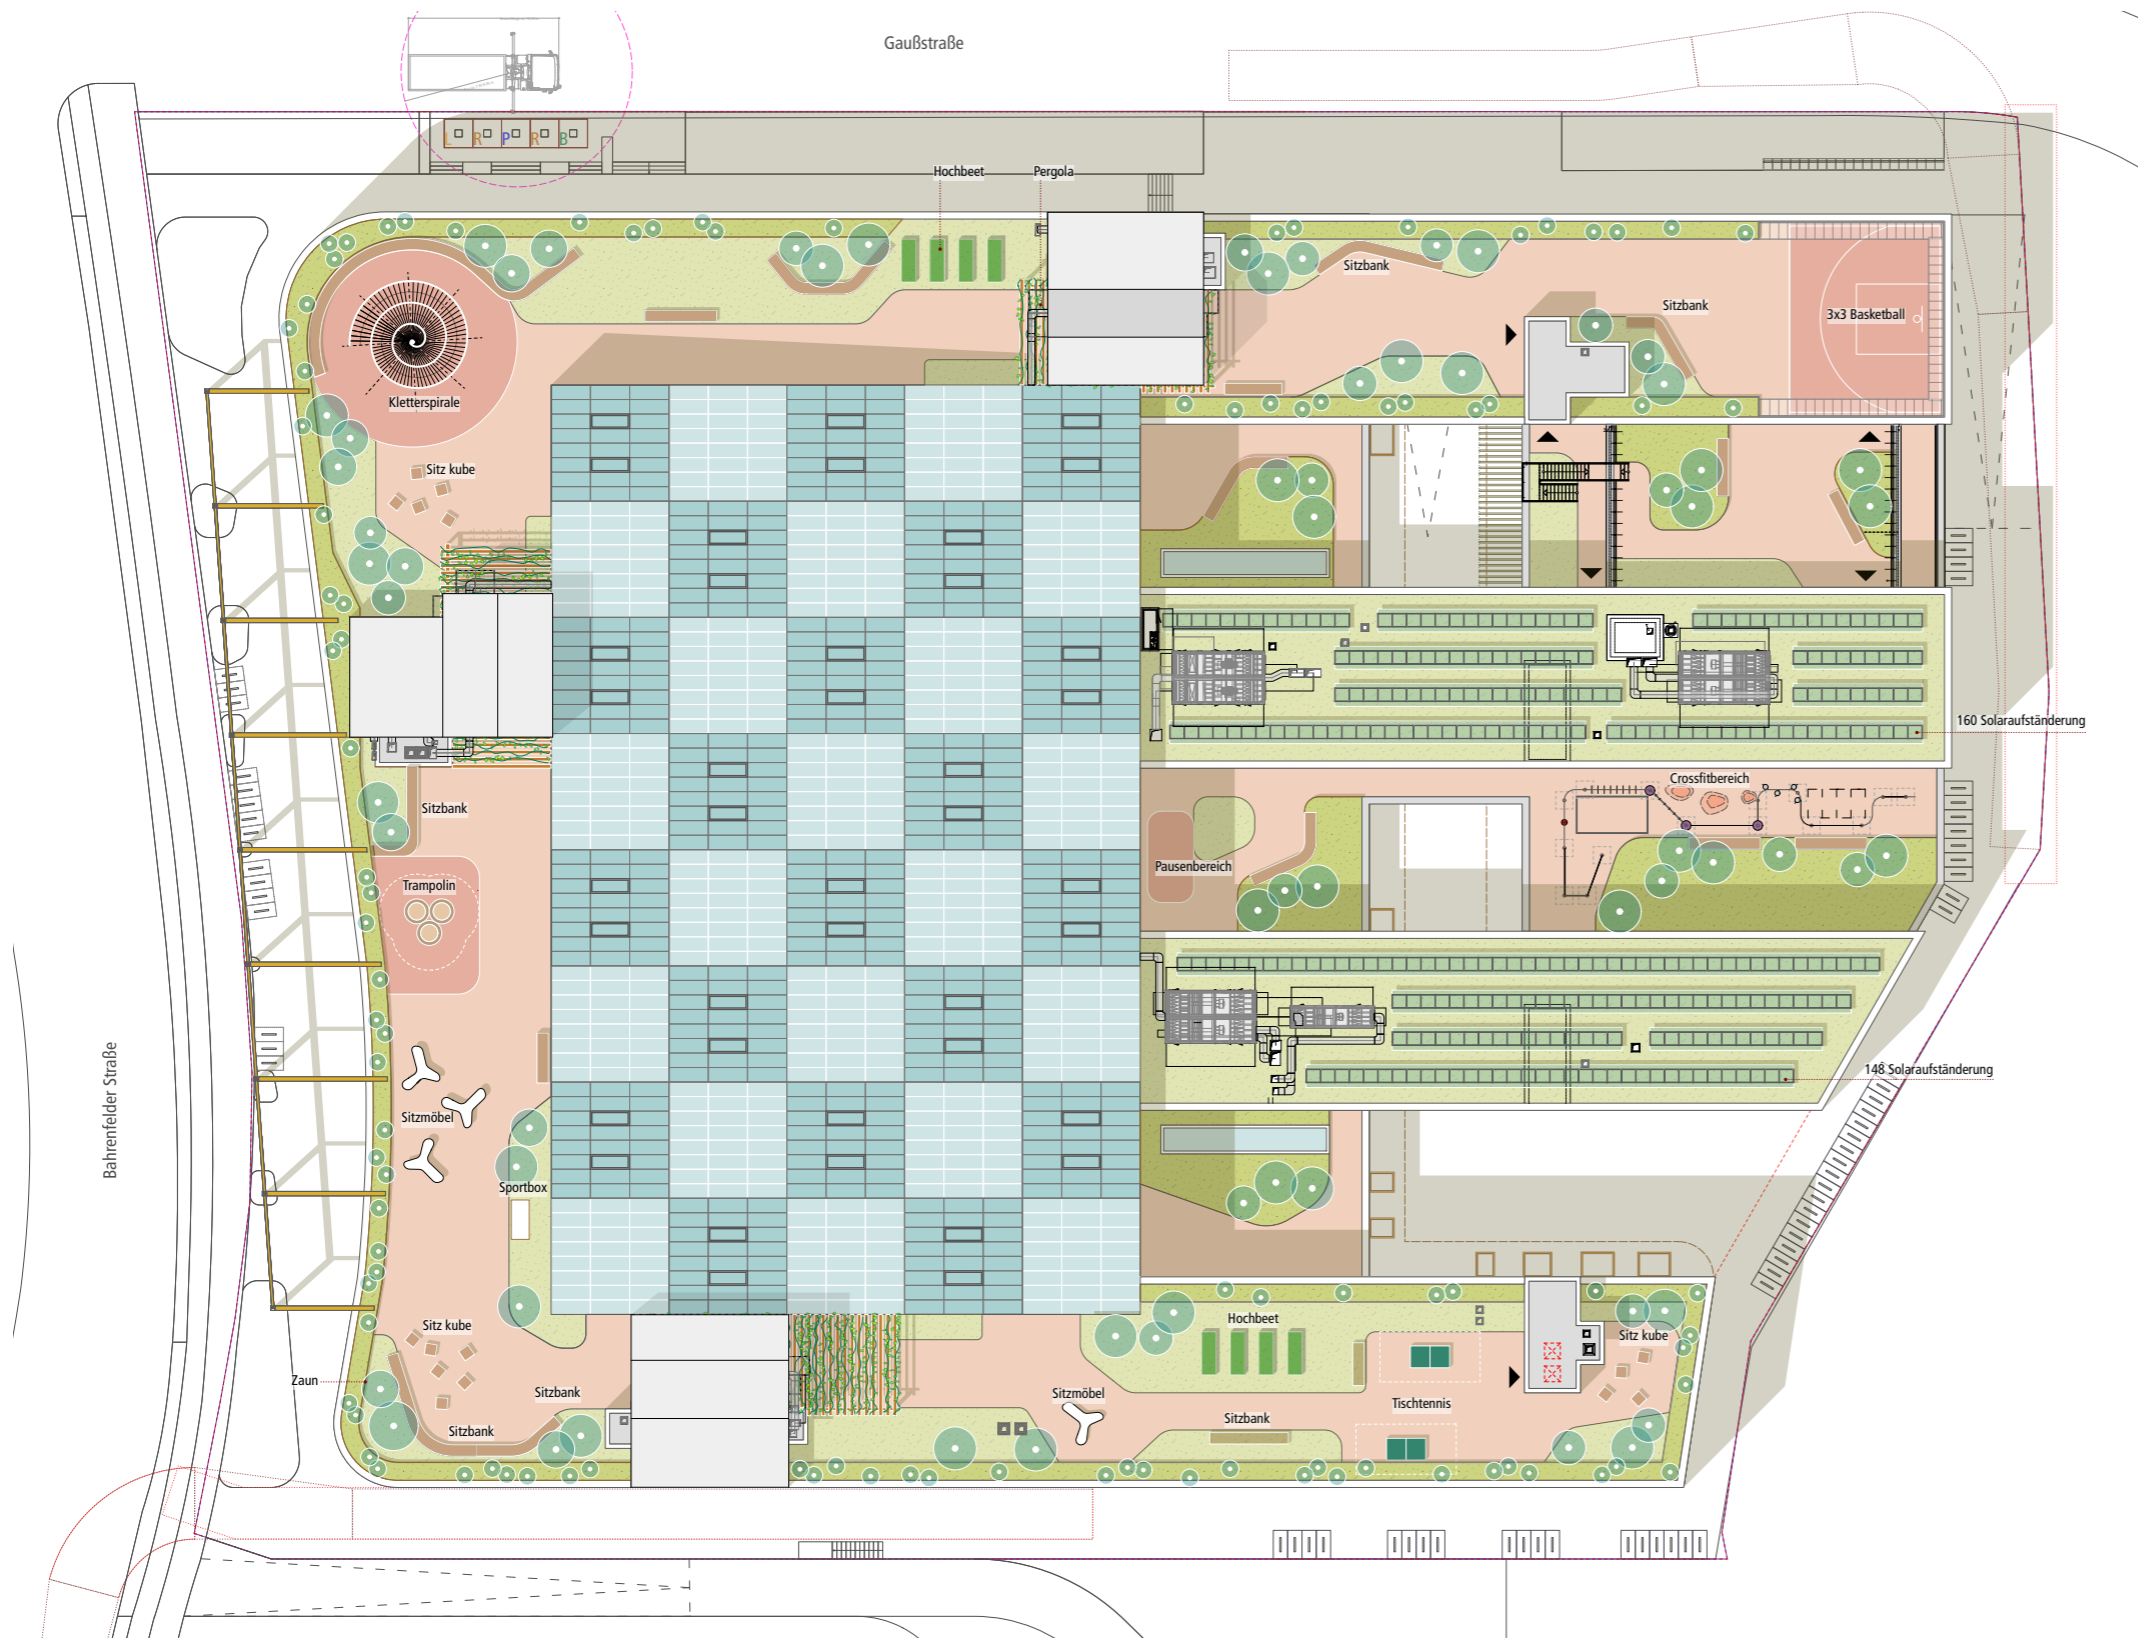 Gaußstraße
L R P R B
Hochbeet
Pergola
Sitzbank
Sitzbank
3x3 Basketball
Kletterspirale
Sitz kube
160 Solaraufständerung
Crossfitbereich
Sitzbank
Pausenbereich
Trampolin
Bahrenfelder Straße
148 Solaraufständerung
Sitzmöbel
Sportbox
Hochbeet
Sitz kube
Sitz kube
Zaun
Sitzbank
Sitzmöbel
Tischtennis
Sitzbank
Sitzbank